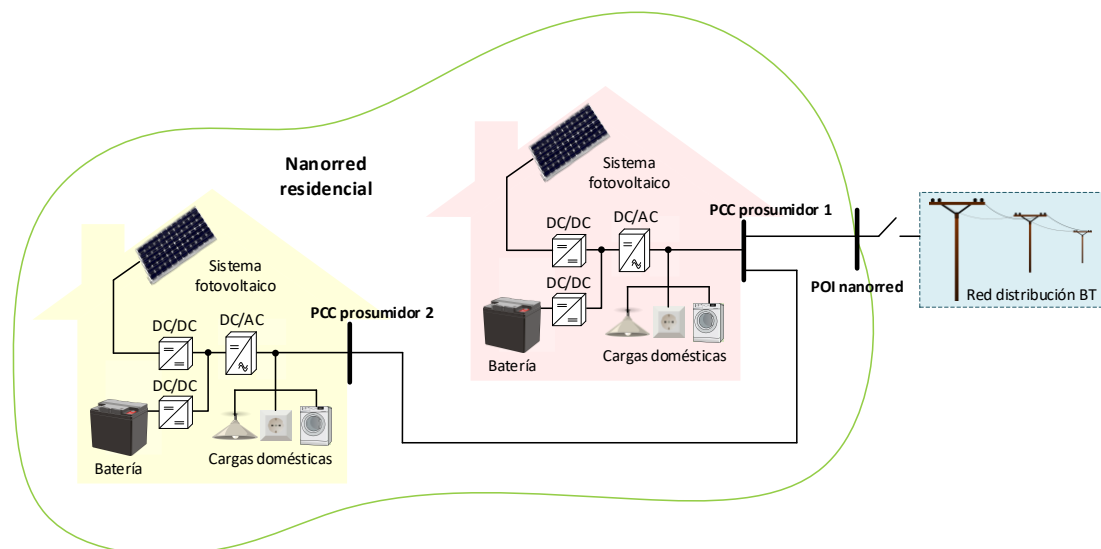 Nanorred
residencial
Sistema
fotovoltaico
DC/DC
DC/AC
DC/DC
Batería
Cargas domésticas
PCC prosumidor 1
POI nanorred
Red distribución BT
Sistema
fotovoltaico
DC/DC
DC/AC
DC/DC
Batería
Cargas domésticas
PCC prosumidor 2